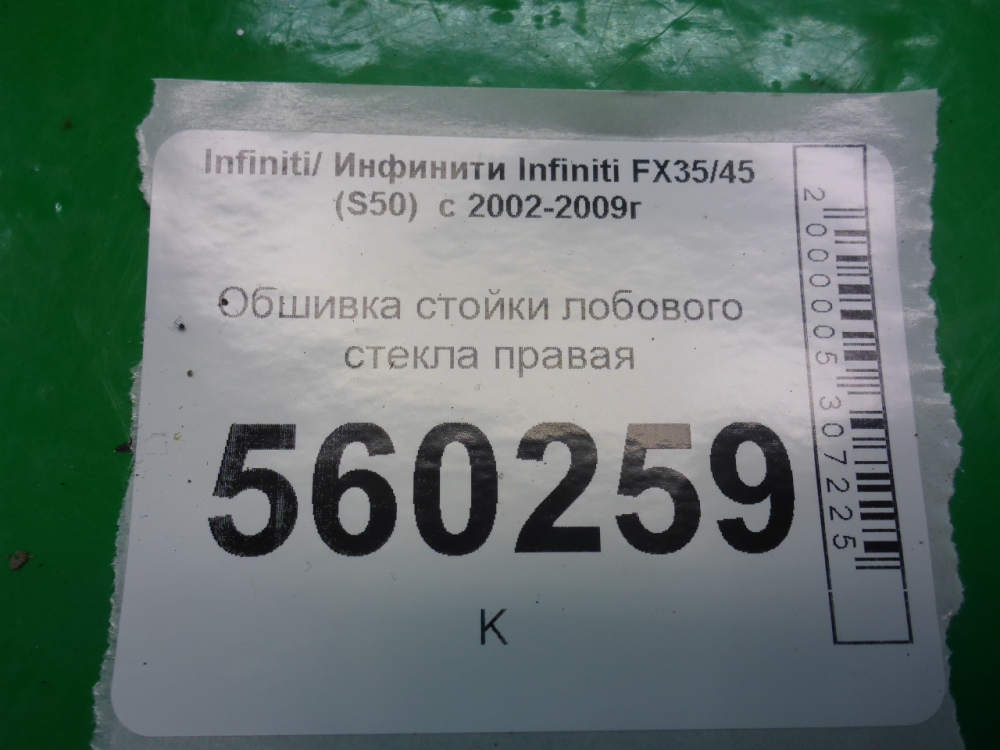 Infiniti/ Инфинити Infiniti FX35/45
(S50) с 2002-2009г
Обшивка стойки лобового
стекла правая
560259
К
2000005307225